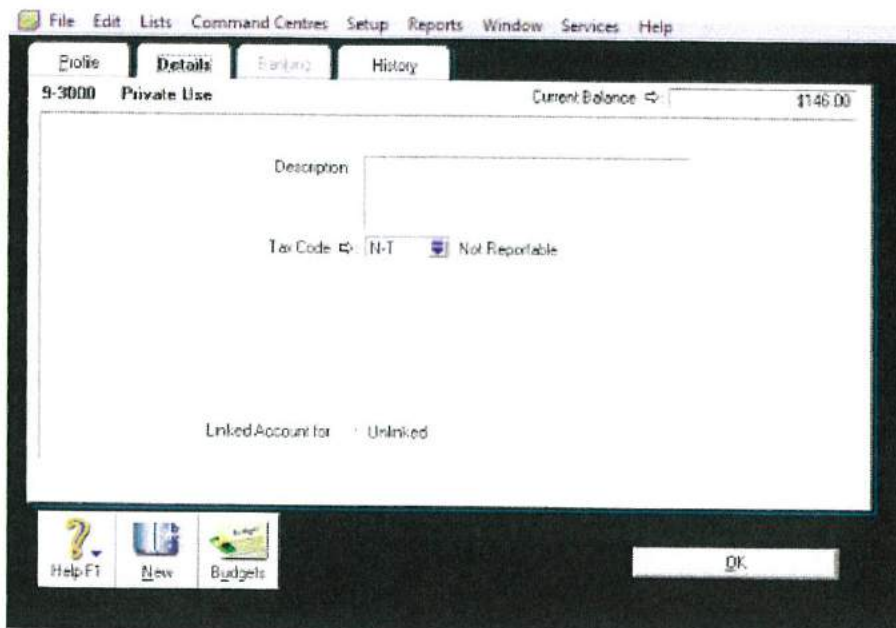 File Edit Lists Command Centres Setup Reports Window Services Help
Profile Details Banking History
9-3000 Private Use Current Balance $146.00
Description
Tax Code N-T Not Reportable
Linked Account for : Unlinked
Help F1 New Budgets
OK